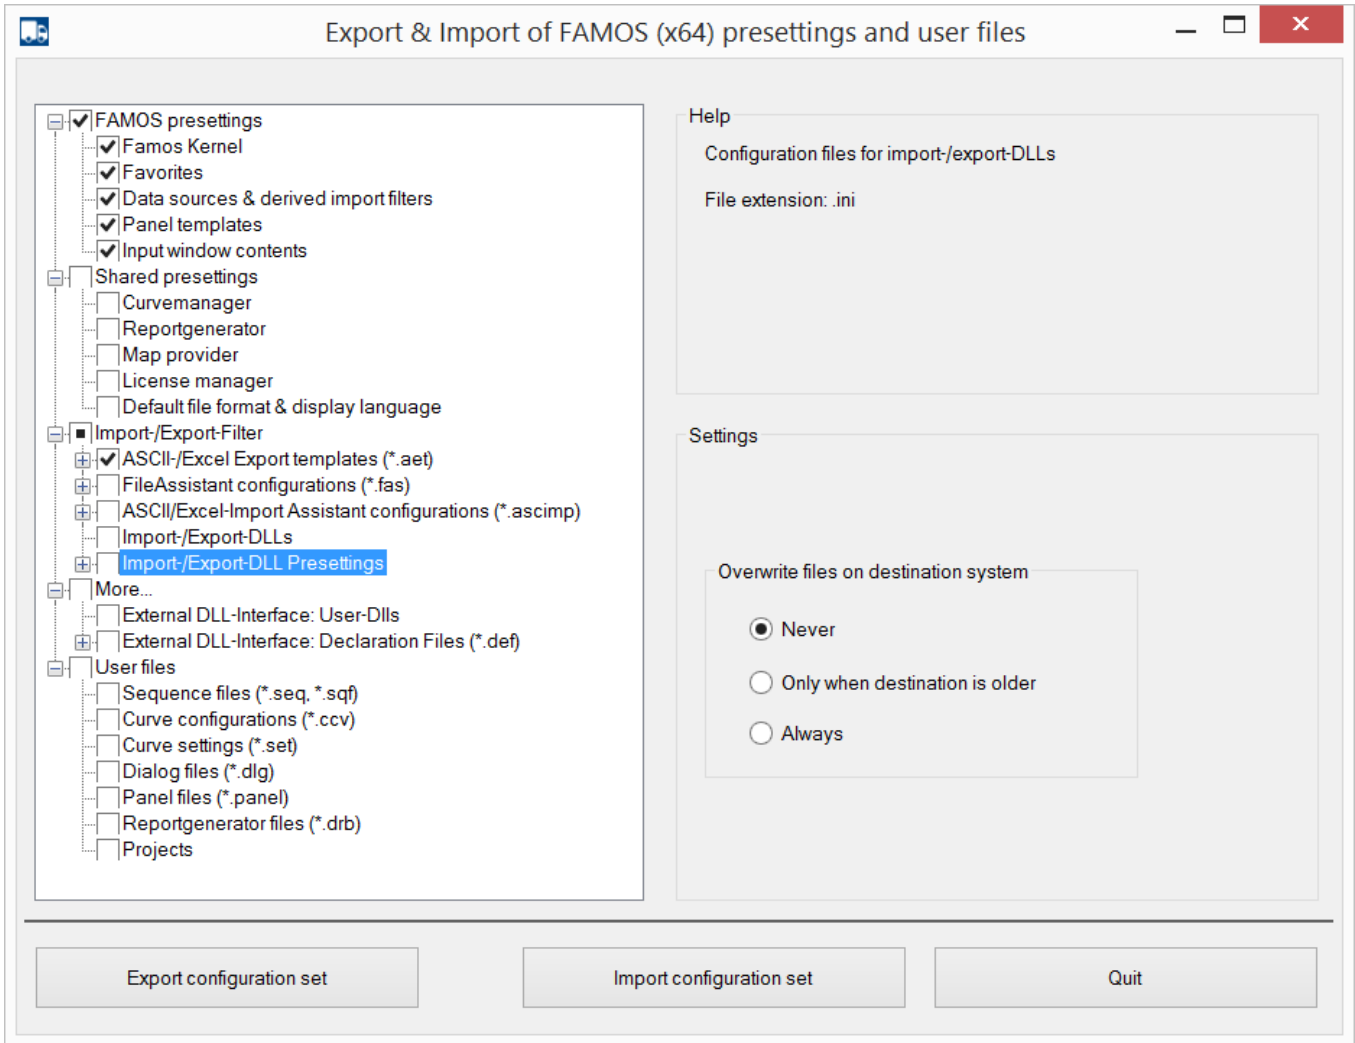 Export & Import of FAMOS (x64) presettings and user files
FAMOS presettings
Famos Kernel
Favorites
Data sources & derived import filters
Panel templates
Input window contents
Shared presettings
Curvemanager
Reportgenerator
Map provider
License manager
Default file format & display language
Import-/Export-Filter
ASCII-/Excel Export templates (*.aet)
FileAssistant configurations (*.fas)
ASCII/Excel-Import Assistant configurations (*.ascimp)
Import-/Export-DLLs
Import-/Export-DLL Presettings
More...
External DLL-Interface: User-Dlls
External DLL-Interface: Declaration Files (*.def)
User files
Sequence files (*.seq, *.sqf)
Curve configurations (*.ccv)
Curve settings (*.set)
Dialog files (*.dlg)
Panel files (*.panel)
Reportgenerator files (*.drb)
Projects
Help
Configuration files for import-/export-DLLs
File extension: .ini
Settings
Overwrite files on destination system
Never
Only when destination is older
Always
Export configuration set
Import configuration set
Quit